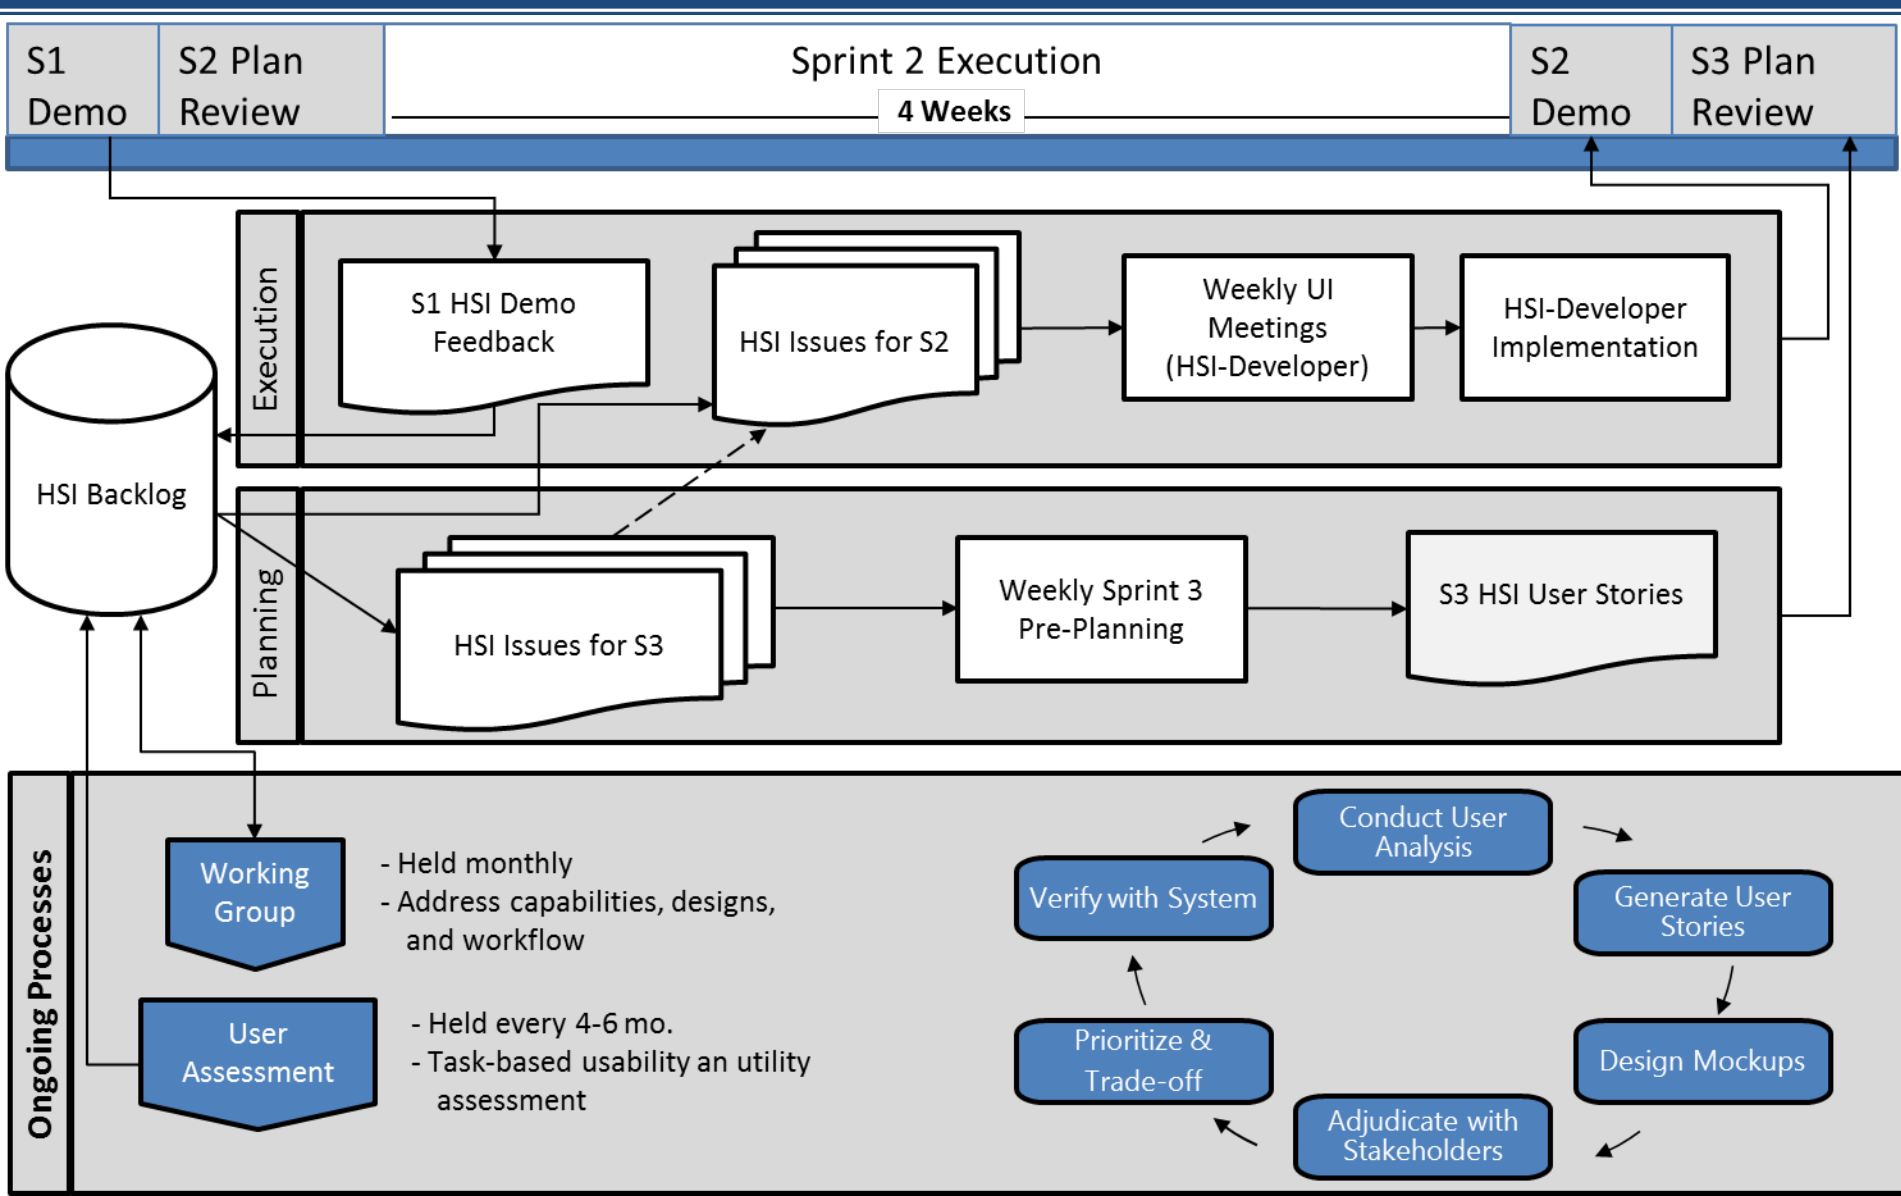 S1
Demo
S2 Plan
Review
Sprint 2 Execution
4 Weeks
S2
Demo
S3 Plan
Review
Execution
S1 HSI Demo
Feedback
HSI Issues for S2
Weekly UI
Meetings
(HSI-Developer)
HSI-Developer
Implementation
HSI Backlog
Planning
HSI Issues for S3
Weekly Sprint 3
Pre-Planning
S3 HSI User Stories
Ongoing Processes
Working
Group
- Held monthly
- Address capabilities, designs,
and workflow
User
Assessment
- Held every 4-6 mo.
- Task-based usability an utility
assessment
Conduct User
Analysis
Generate User
Stories
Design Mockups
Adjudicate with
Stakeholders
Prioritize &
Trade-off
Verify with System